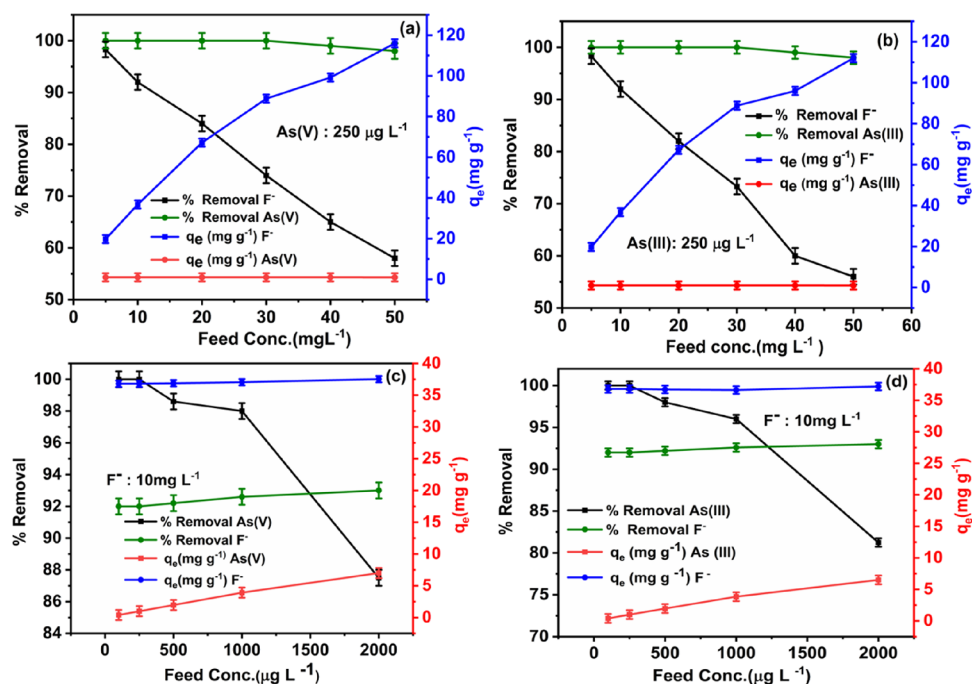 (a)
% Removal
100
90
80
70
60
50
As(V) : 250 µg L-1
% Removal F-
% Removal As(V)
qe (mg g-1) F-
qe (mg g-1) As(V)
120
100
80
60
40
20
0
qe(mg g-1)
0 10 20 30 40 50
Feed Conc.(mgL-1)
(b)
% Removal
100
90
80
70
60
50
% Removal F-
% Removal As(III)
qe (mg g-1) F-
qe (mg g-1) As(III)
As(III): 250 µg L-1
120
100
80
60
40
20
0
qe(mg g-1)
0 10 20 30 40 50 60
Feed conc.(mg L-1)
(c)
% Removal
100
98
96
94
92
90
88
86
84
F- : 10mg L-1
% Removal As(V)
% Removal F-
qe(mg g-1) As(V)
qe(mg g-1) F-
40
35
30
25
20
15
10
5
0
qe(mg g-1)
0 500 1000 1500 2000
Feed Conc.(µg L -1)
(d)
% Removal
100
95
90
85
80
75
70
F- : 10mg L-1
% Removal As(III)
% Removal F-
qe (mg g-1) As (III)
qe (mg g-1) F-
40
35
30
25
20
15
10
5
0
qe(mg g-1)
0 500 1000 1500 2000
Feed Conc.(µg L-1)